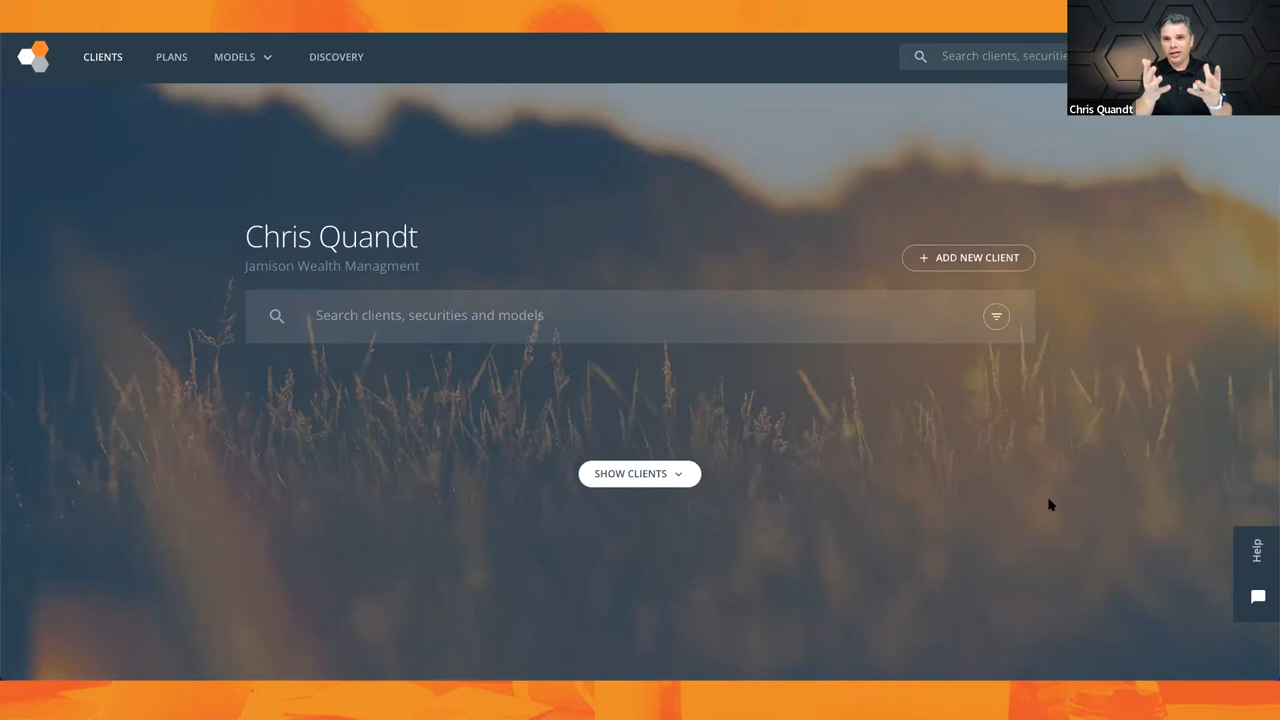 CLIENTS
PLANS
MODELS
DISCOVERY
Search clients, securitie
Chris Quandt
Chris Quandt
Jamison Wealth Managment
+ ADD NEW CLIENT
Search clients, securities and models
SHOW CLIENTS
Help